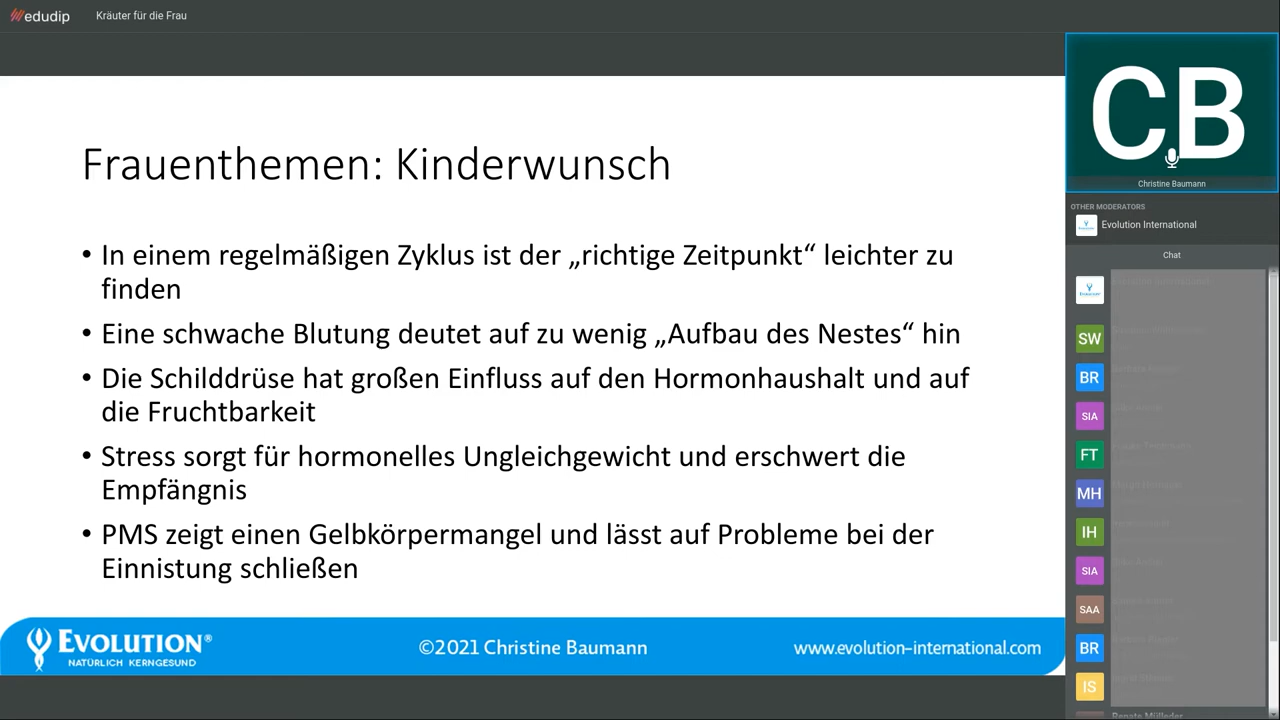 edudip
Kräuter für die Frau
Frauenthemen: Kinderwunsch
• In einem regelmäßigen Zyklus ist der „richtige Zeitpunkt“ leichter zu
finden
• Eine schwache Blutung deutet auf zu wenig „Aufbau des Nestes“ hin
• Die Schilddrüse hat großen Einfluss auf den Hormonhaushalt und auf
die Fruchtbarkeit
• Stress sorgt für hormonelles Ungleichgewicht und erschwert die
Empfängnis
• PMS zeigt einen Gelbkörpermangel und lässt auf Probleme bei der
Einnistung schließen
EVOLUTION®
NATÜRLICH KERNGESUND
©2021 Christine Baumann
www.evolution-international.com
CB
Christine Baumann
OTHER MODERATORS
Evolution International
Chat
SW
BR
SIA
FT
MH
IH
SIA
SAA
BR
IS